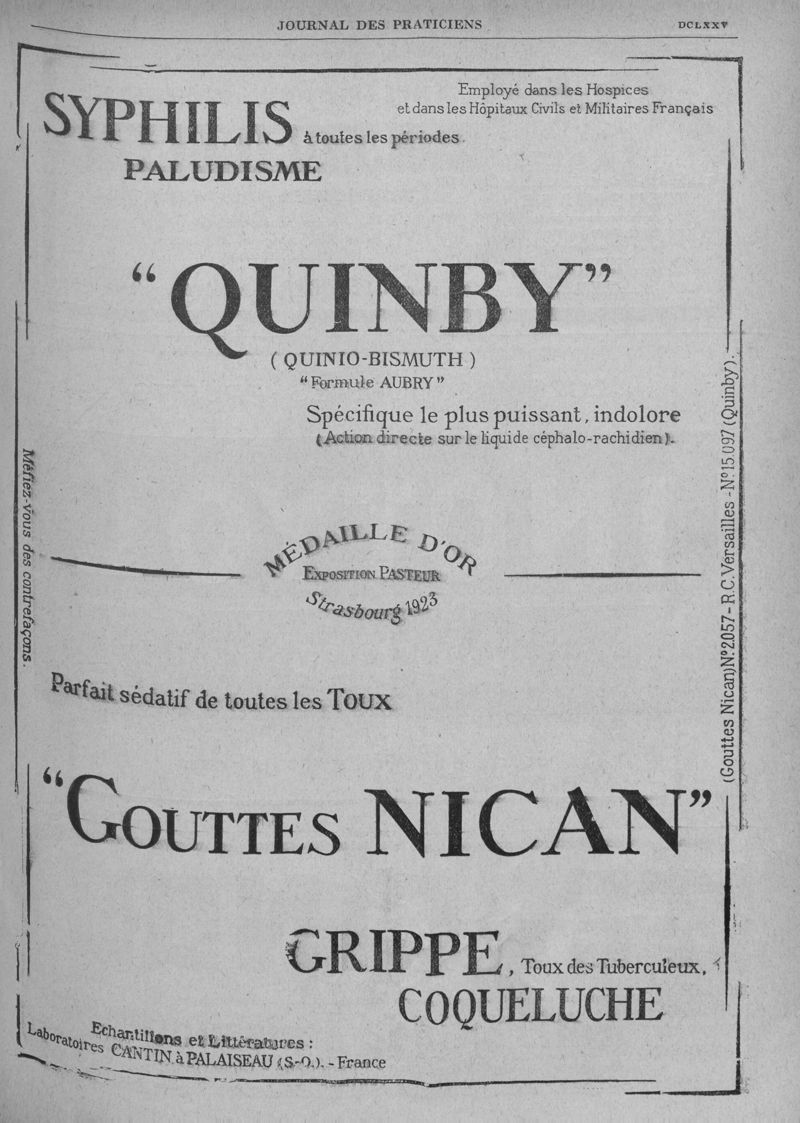 JOURNAL DES PRATICIENS
DCLXXV
Employé dans les Hospices
et dans les Hôpitaux Civils et Militaires Français
SYPHILIS à toutes les périodes.
PALUDISME
“QUINBY”
( QUINIO-BISMUTH )
“Formule AUBRY”
Spécifique le plus puissant, indolore
(Action directe sur le liquide céphalo-rachidien).
Méfiez-vous des contrefaçons.
(Gouttes Nican) Nº2.057 - R.C. Versailles - Nº15.097 (Quinby).
MÉDAILLE D'OR
EXPOSITION PASTEUR
Strasbourg 1923
Parfait sédatif de toutes les TOUX
“GOUTTES NICAN”
GRIPPE, Toux des Tuberculeux,
COQUELUCHE
Echantillons et Littératures :
Laboratoires CANTIN à PALAISEAU (S.-O.). - France